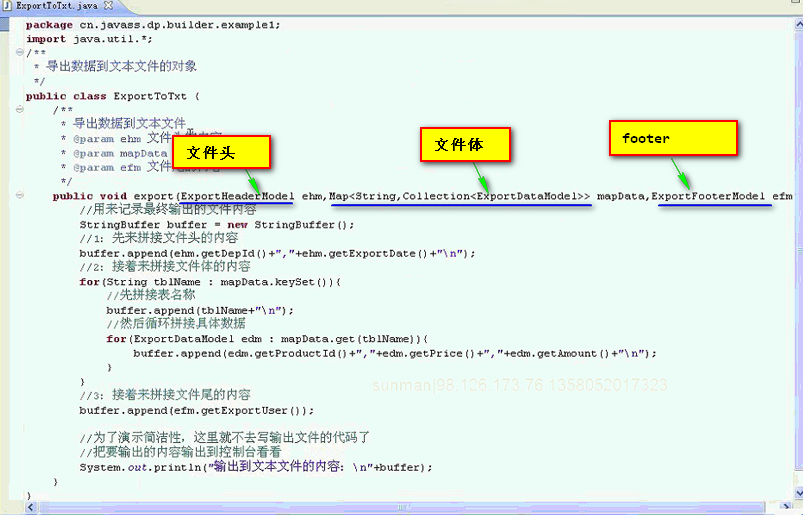 ExportToTxt.java
package cn.javass.dp.builder.example1;
import java.util.*;
/**
 * 导出数据到文本文件的对象
 */
public class ExportToTxt {
/**
 * 导出数据到文本文件
 * @param ehm 文件
文件头
 * @param mapData
文件体
footer
 * @param efm 文件
 */
public void export(ExportHeaderModel ehm,Map<String,Collection<ExportDataModel>> mapData,ExportFooterModel efm
//用来记录最终输出的文件内容
StringBuffer buffer = new StringBuffer();
//1: 先来拼接文件头的内容
buffer.append(ehm.getDepId()+","+ehm.getExportDate()+"\n");
//2: 接着来拼接文件体的内容
for(String tblName : mapData.keySet()){
//先拼接表名称
buffer.append(tblName+"\n");
//然后循环拼接具体数据
for(ExportDataModel edm : mapData.get(tblName)){
buffer.append(edm.getProductId()+","+edm.getPrice()+","+edm.getAmount()+"\n");
}
}
sunman198.126.173.76 1358052017323
//3: 接着来拼接文件尾的内容
buffer.append(efm.getExportUser());
//为了演示简洁性，这里就不去写输出文件的代码了
//把要输出的内容输出到控制台看看
System.out.println("输出到文本文件的内容: \n"+buffer);
}
}